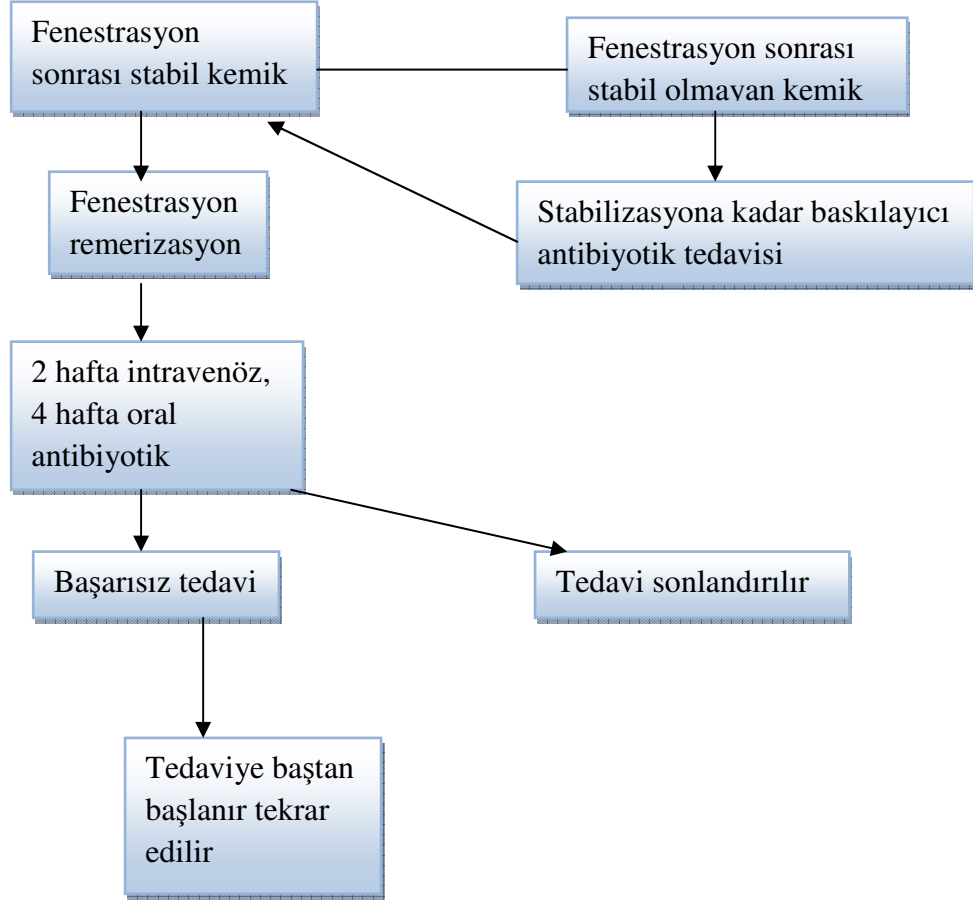 Fenestrasyon
sonrası stabil kemik
Fenestrasyon sonrası
stabil olmavan kemik
Fenestrasyon
remerizasyon
Stabilizasyona kadar baskılayıcı
antibiyotik tedavisi
2 hafta intravenöz,
4 hafta oral
antibiyotik
Başarısız tedavi
Tedavi sonlandırılır
Tedaviye baştan
başlanır tekrar
edilir